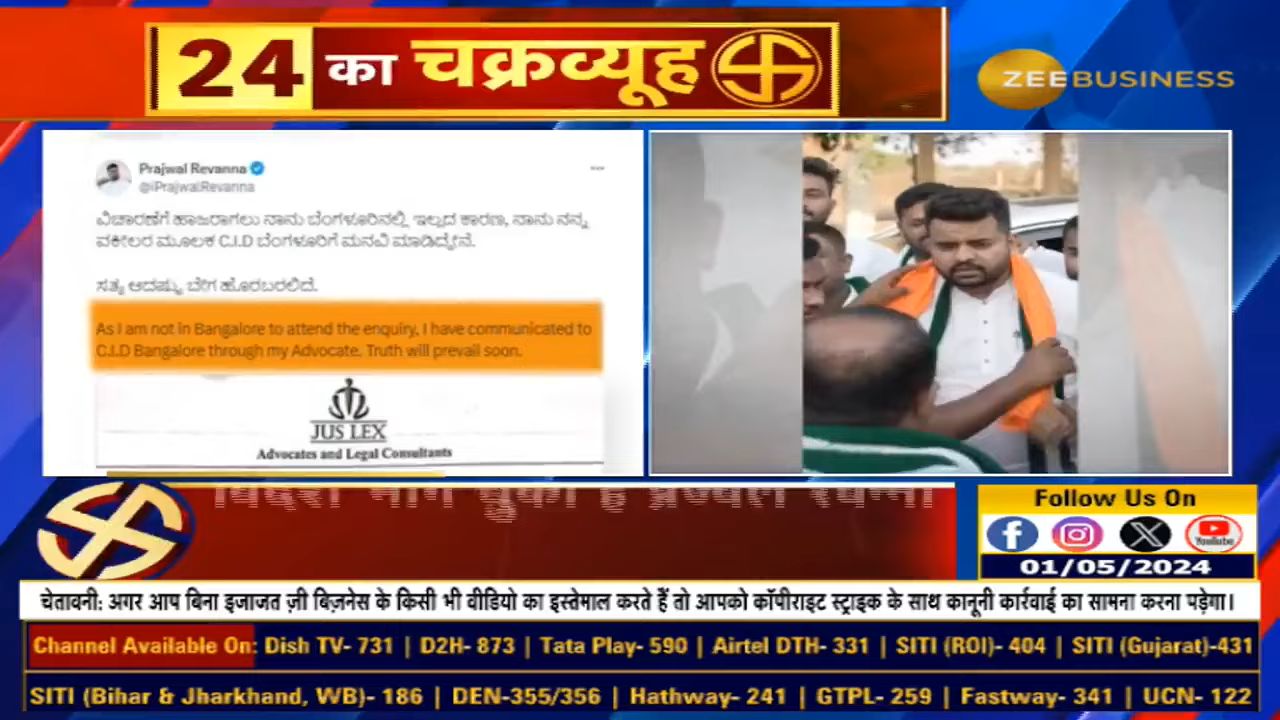 24 का चक्रव्यूह
ZEEBUSINESS
Prajwal Revanna
@iPrajwalRevanna
ವಿಚಾರಣೆಗೆ ಹಾಜರಾಗಲು ನಾನು ಬೆಂಗಳೂರಿನಲ್ಲಿ ಇಲ್ಲದ ಕಾರಣ, ನಾನು ನನ್ನ
ವಕೀಲರ ಮೂಲಕ C.I.D ಬೆಂಗಳೂರಿಗೆ ಮನವಿ ಮಾಡಿದ್ದೇನೆ.
ಸತ್ಯ ಆದಷ್ಟು ಬೇಗ ಹೊರಬರಲಿದೆ.
As I am not in Bangalore to attend the enquiry, I have communicated to
C.I.D Bangalore through my Advocate. Truth will prevail soon.
JUS LEX
Advocates and Legal Consultants
Follow Us On
YouTube
01/05/2024
चेतावनी: अगर आप बिना इजाजत ज़ी बिज़नेस के किसी भी वीडियो का इस्तेमाल करते हैं तो आपको कॉपीराइट स्ट्राइक के साथ कानूनी कार्रवाई का सामना करना पड़ेगा।
Channel Available On: Dish TV- 731 | D2H- 873 | Tata Play- 590 | Airtel DTH- 331 | SITI (ROI)- 404 | SITI (Gujarat)-431
SITI (Bihar & Jharkhand, WB)- 186 | DEN-355/356 | Hathway- 241 | GTPL- 259 | Fastway- 341 | UCN- 122